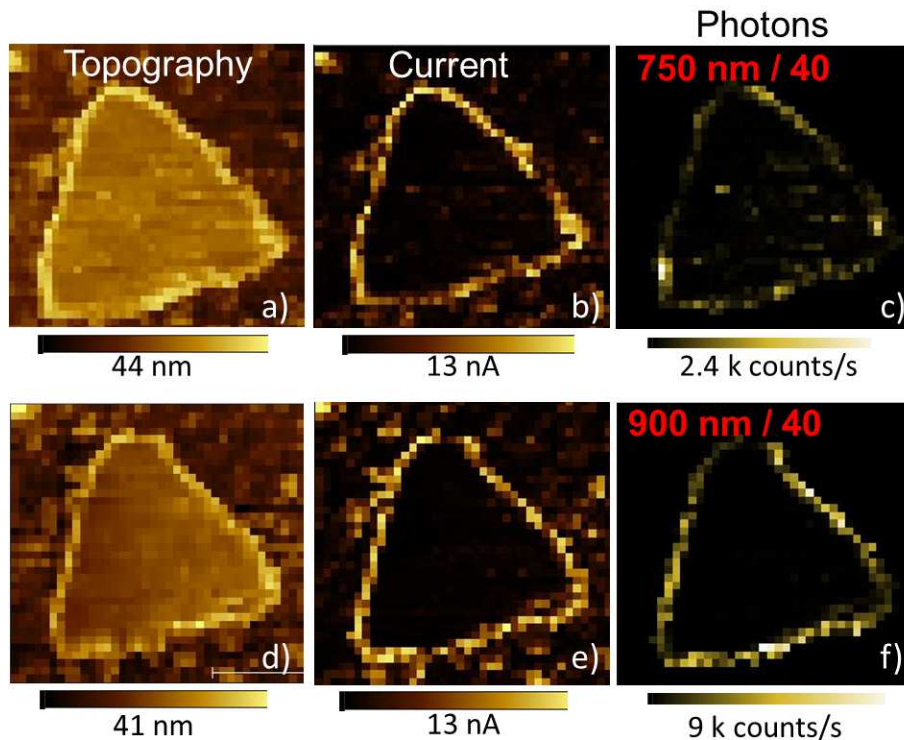 Photons
Topography
Current
750 nm / 40
a)
b)
c)
44 nm
13 nA
2.4 k counts/s
900 nm / 40
d)
e)
f)
41 nm
13 nA
9 k counts/s